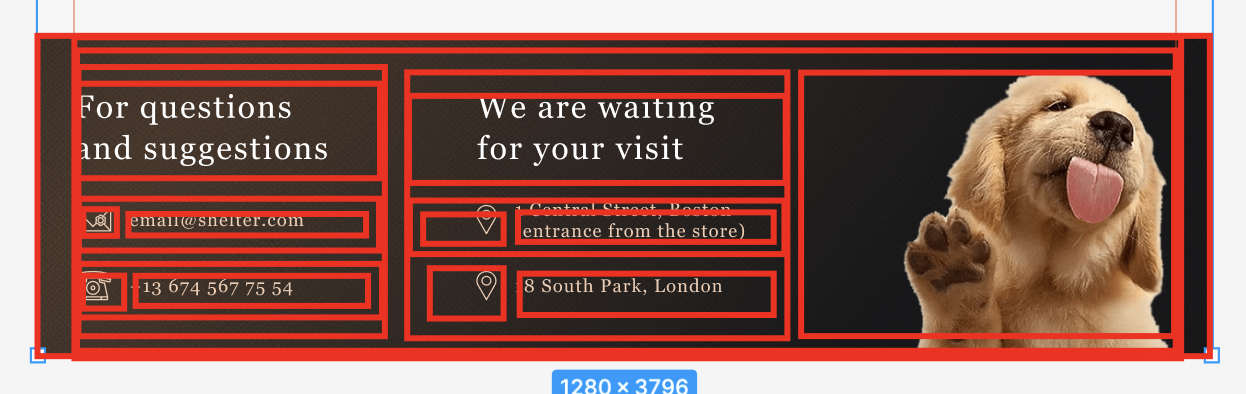 For questions
and suggestions
email@shelter.com
+13 674 567 75 54
We are waiting
for your visit
1 Central Street, Boston
entrance from the store)
18 South Park, London
1280 × 3796